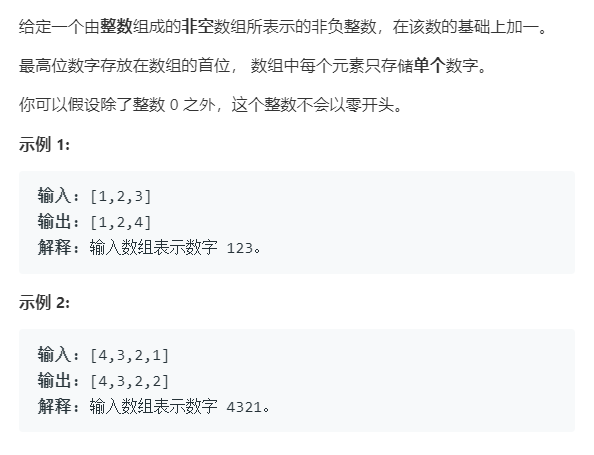 给定一个由整数组成的非空数组所表示的非负整数，在该数的基础上加一。
最高位数字存放在数组的首位， 数组中每个元素只存储单个数字。
你可以假设除了整数 0 之外，这个整数不会以零开头。
示例 1:
输入：[1,2,3]
输出：[1,2,4]
解释：输入数组表示数字 123。
示例 2:
输入：[4,3,2,1]
输出：[4,3,2,2]
解释：输入数组表示数字 4321。